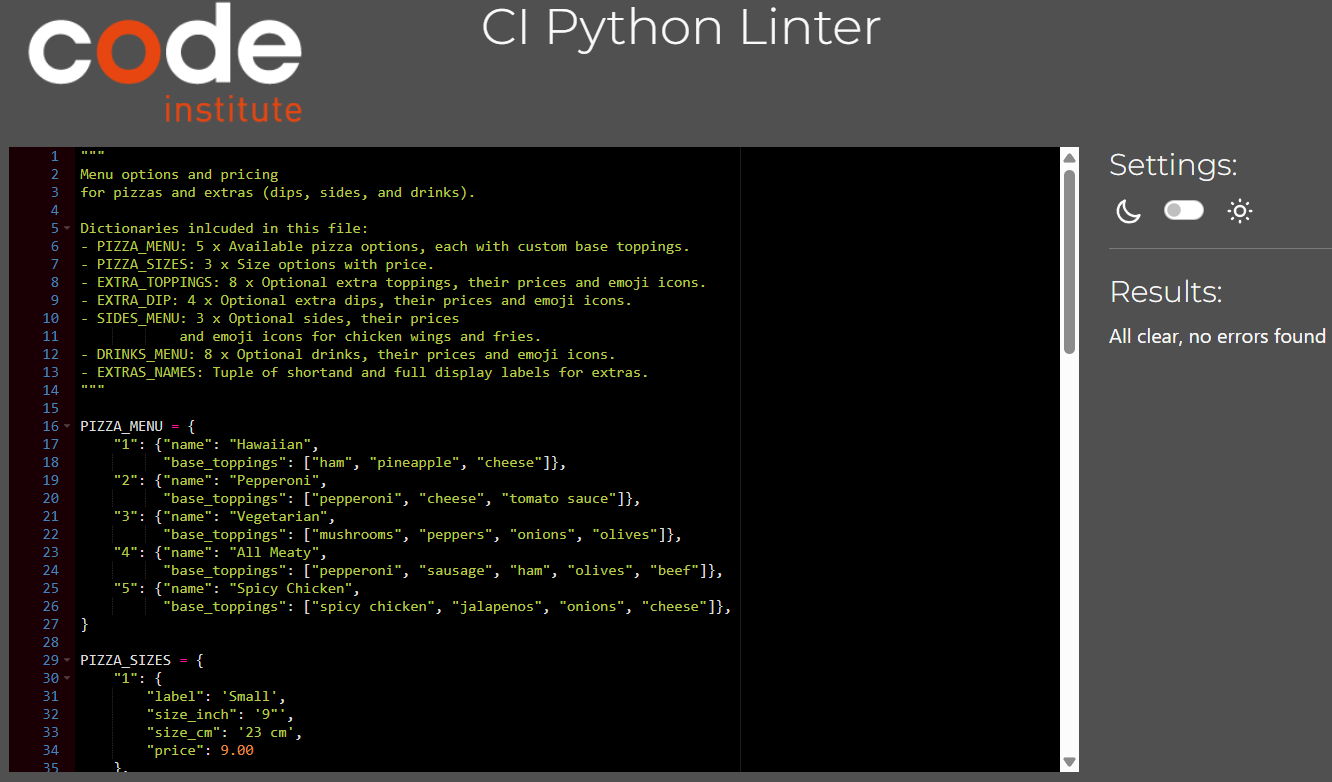 code
institute
CI Python Linter
1 """
2 Menu options and pricing
3 for pizzas and extras (dips, sides, and drinks).
4
5 Dictionaries inlcuded in this file:
6 - PIZZA_MENU: 5 x Available pizza options, each with custom base toppings.
7 - PIZZA_SIZES: 3 x Size options with price.
8 - EXTRA_TOPPINGS: 8 x Optional extra toppings, their prices and emoji icons.
9 - EXTRA_DIP: 4 x Optional extra dips, their prices and emoji icons.
10 - SIDES_MENU: 3 x Optional sides, their prices
11             and emoji icons for chicken wings and fries.
12 - DRINKS_MENU: 8 x Optional drinks, their prices and emoji icons.
13 - EXTRAS_NAMES: Tuple of shortand and full display labels for extras.
14 """
15
16 PIZZA_MENU = {
17     "1": {"name": "Hawaiian",
18           "base_toppings": ["ham", "pineapple", "cheese"]},
19     "2": {"name": "Pepperoni",
20           "base_toppings": ["pepperoni", "cheese", "tomato sauce"]},
21     "3": {"name": "Vegetarian",
22           "base_toppings": ["mushrooms", "peppers", "onions", "olives"]},
23     "4": {"name": "All Meaty",
24           "base_toppings": ["pepperoni", "sausage", "ham", "olives", "beef"]},
25     "5": {"name": "Spicy Chicken",
26           "base_toppings": ["spicy chicken", "jalapenos", "onions", "cheese"]},
27 }
28
29 PIZZA_SIZES = {
30     "1": {
31         "label": 'Small',
32         "size_inch": '9"',
33         "size_cm": '23 cm',
34         "price": 9.00
35     },
Settings:
Results:
All clear, no errors found